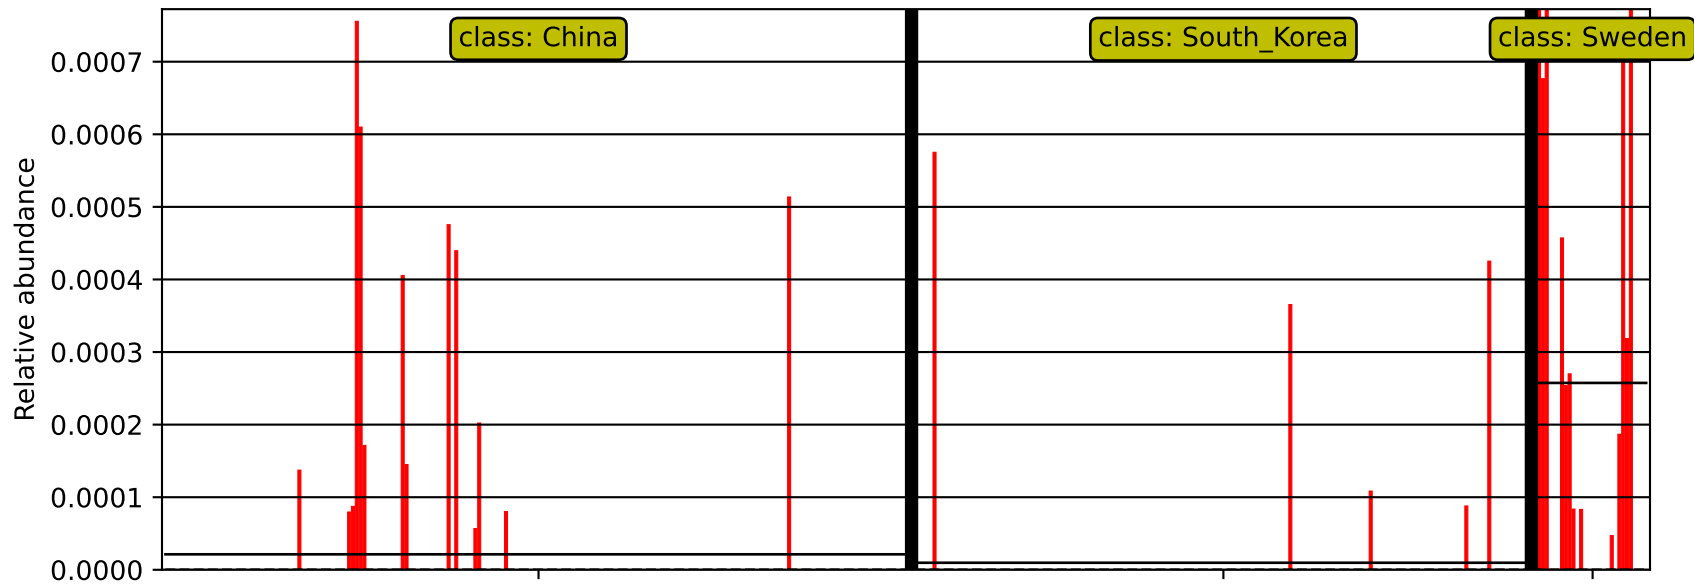 class: China
class: South_Korea
class: Sweden
Relative abundance
0.0007
0.0006
0.0005
0.0004
0.0003
0.0002
0.0001
0.0000